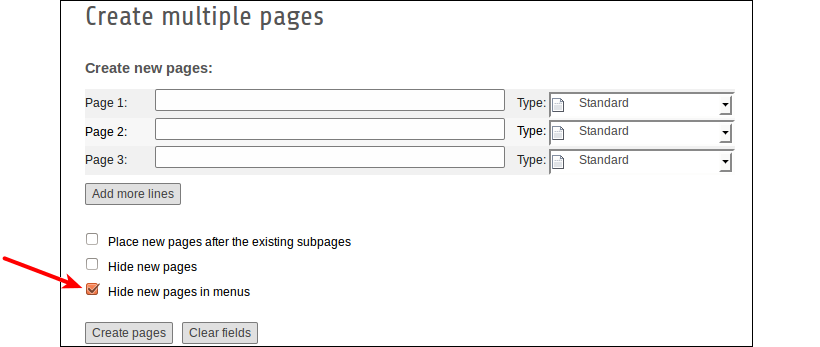 Create multiple pages
Create new pages:
Page 1: Type: Standard
Page 2: Type: Standard
Page 3: Type: Standard
Add more lines
Place new pages after the existing subpages
Hide new pages
Hide new pages in menus
Create pages Clear fields